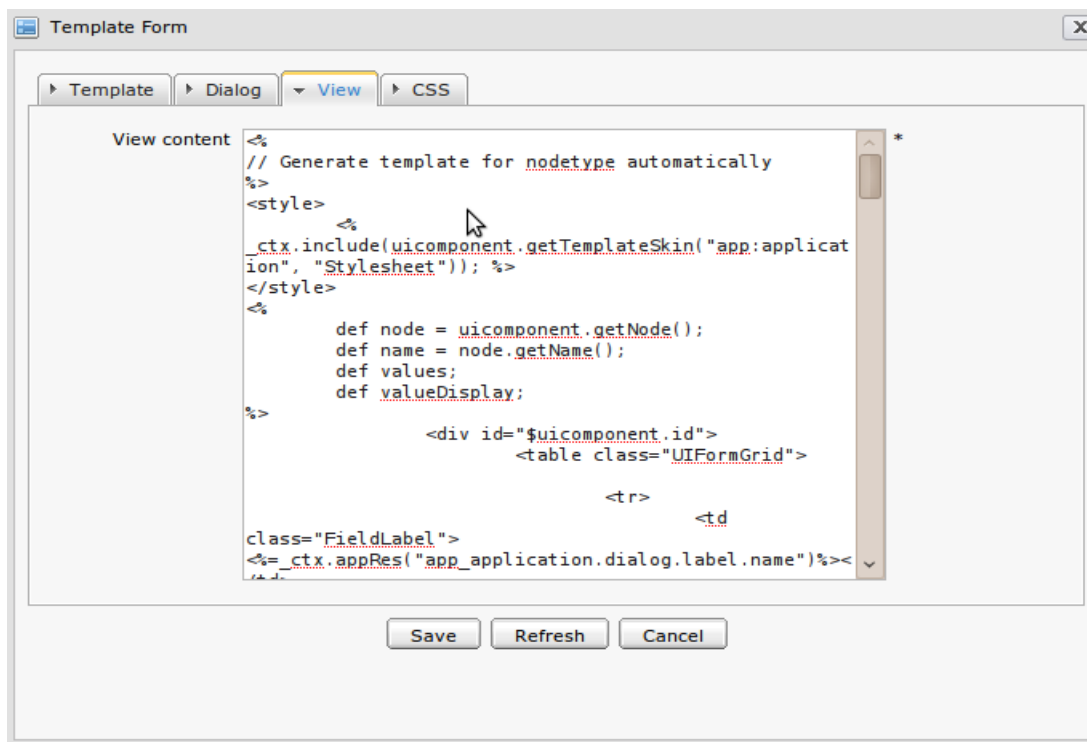 Template Form
Template Dialog View CSS
View content
*
<%
// Generate template for nodetype automatically
%>
<style>
<%
_ctx.include(uicomponent.getTemplateSkin("app:applicat
ion", "Stylesheet")); %>
</style>
<%
def node = uicomponent.getNode();
def name = node.getName();
def values;
def valueDisplay;
%>
<div id="$uicomponent.id">
<table class="UIFormGrid">
<tr>
<td
class="FieldLabel">
<%=_ctx.appRes("app_application.dialog.label.name")%><
/td>
Save Refresh Cancel